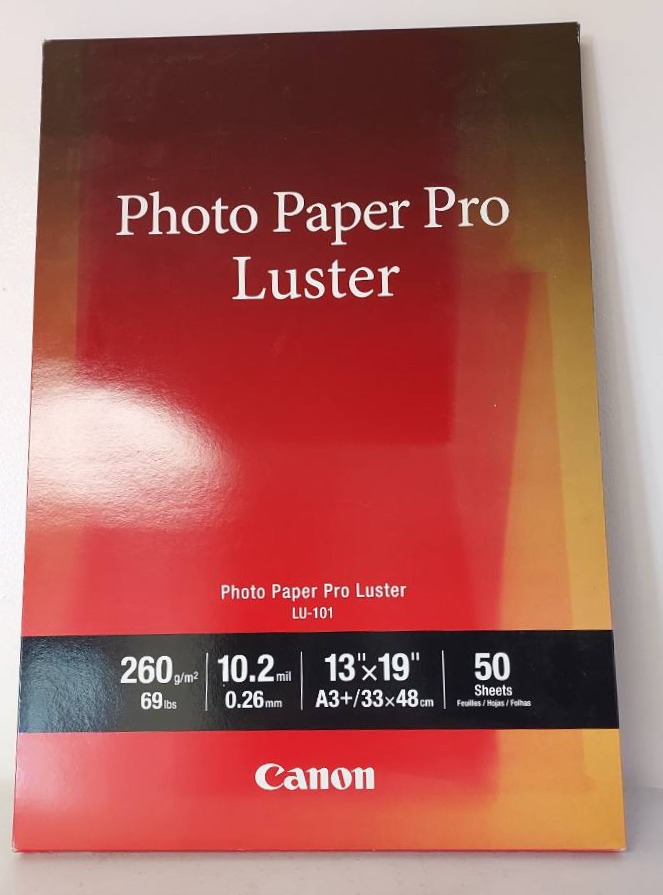 Photo Paper Pro
Luster
Photo Paper Pro Luster
LU-101
260 g/m² 10.2 mil 13"×19" 50
69 lbs 0.26 mm A3+/33×48 cm Sheets
Feuilles / Hojas / Folhas
Canon